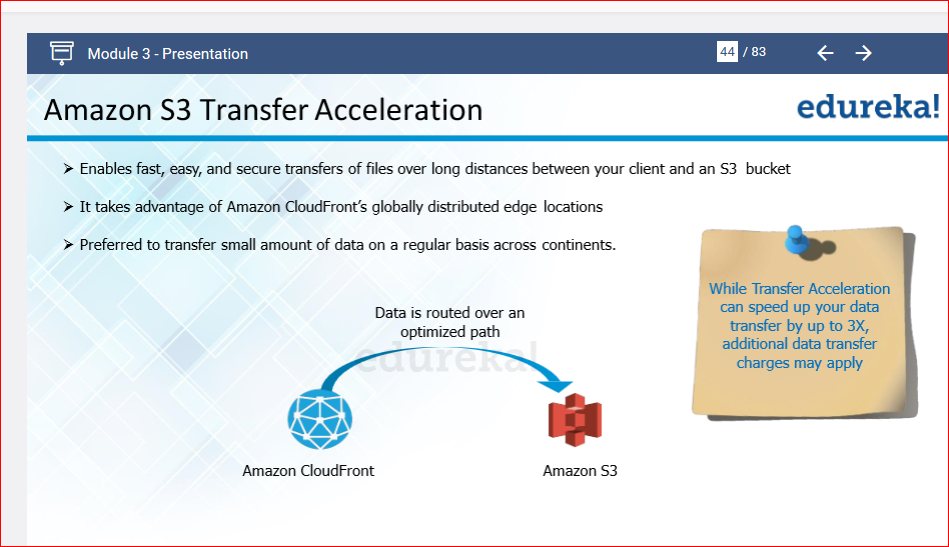 Module 3 - Presentation
44 / 83
Amazon S3 Transfer Acceleration
edureka!
➢ Enables fast, easy, and secure transfers of files over long distances between your client and an S3 bucket
➢ It takes advantage of Amazon CloudFront’s globally distributed edge locations
➢ Preferred to transfer small amount of data on a regular basis across continents.
While Transfer Acceleration
can speed up your data
transfer by up to 3X,
additional data transfer
charges may apply
Data is routed over an
optimized path
edureka!
Amazon CloudFront
Amazon S3